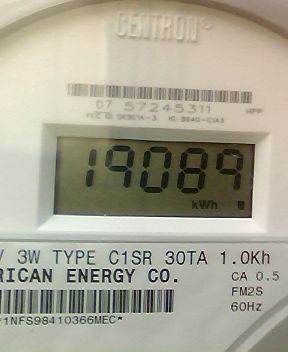 CENTRON
07 57245311 HPP
19089
kWh
V 3W TYPE C1SR 30TA 1.0Kh
RICAN ENERGY CO. CA 0.5
FM2S
60Hz
*1NFS98410366MEC*